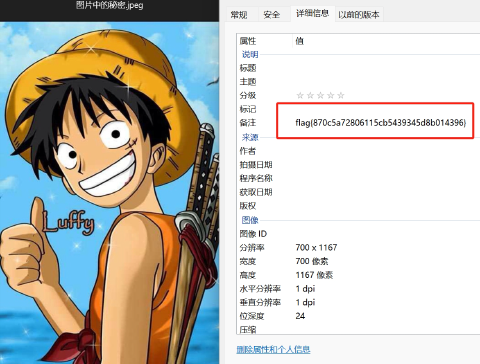 图片中的秘密.jpeg
Luffy
常规 安全 详细信息 以前的版本
属性 值
说明
标题
主题
分级 ☆☆☆☆☆
标记
备注 flag(870c5a72806115cb5439345d8b014396)
来源
作者
拍摄日期
程序名称
获取日期
版权
图像
图像 ID
分辨率 700 x 1167
宽度 700 像素
高度 1167 像素
水平分辨率 1 dpi
垂直分辨率 1 dpi
位深度 24
压缩
删除属性和个人信息